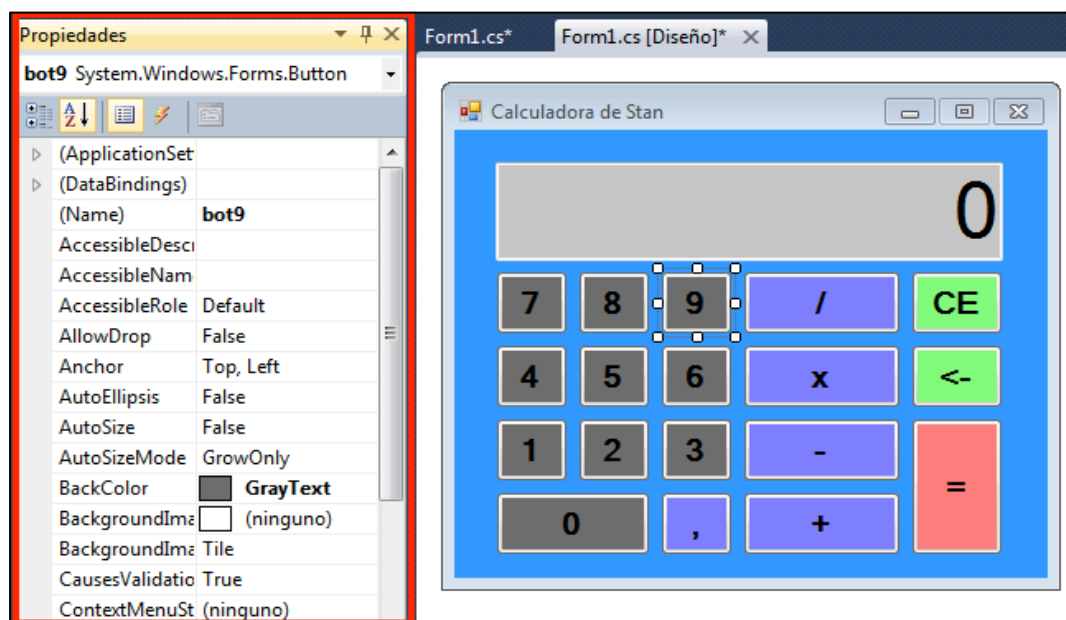 Propiedades
bot9 System.Windows.Forms.Button
(ApplicationSet
(DataBindings)
(Name) bot9
AccessibleDescri
AccessibleNam
AccessibleRole Default
AllowDrop False
Anchor Top, Left
AutoEllipsis False
AutoSize False
AutoSizeMode GrowOnly
BackColor GrayText
BackgroundIma (ninguno)
BackgroundIma Tile
CausesValidatio True
ContextMenuSt (ninguno)
Form1.cs* Form1.cs [Diseño]*
Calculadora de Stan
0
7 8 9 / CE
4 5 6 x <-
1 2 3 - =
0 , +